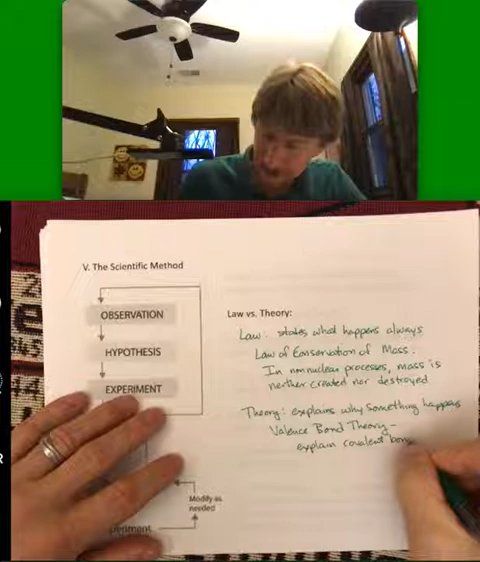 V. The Scientific Method
OBSERVATION
HYPOTHESIS
EXPERIMENT
Modify as
needed
periment
Law vs. Theory:
Law: states what happens always
Law of Conservation of Mass:
In nonnuclear processes, mass is
neither created nor destroyed
Theory: explains why something happens
Valence Bond Theory -
explain covalent bon